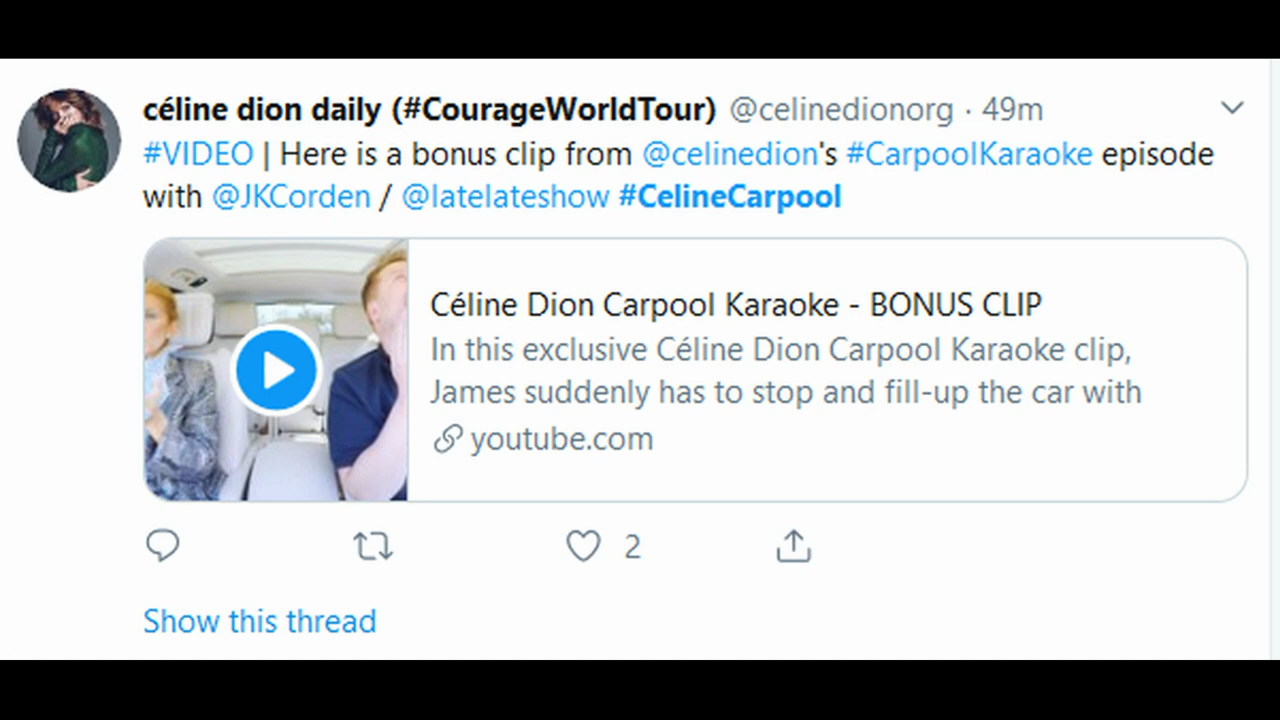 céline dion daily (#CourageWorldTour) @celinedionorg · 49m
#VIDEO | Here is a bonus clip from @celinedion's #CarpoolKaraoke episode
with @JKCorden / @latelateshow #CelineCarpool
Céline Dion Carpool Karaoke - BONUS CLIP
In this exclusive Céline Dion Carpool Karaoke clip,
James suddenly has to stop and fill-up the car with
youtube.com
2
Show this thread